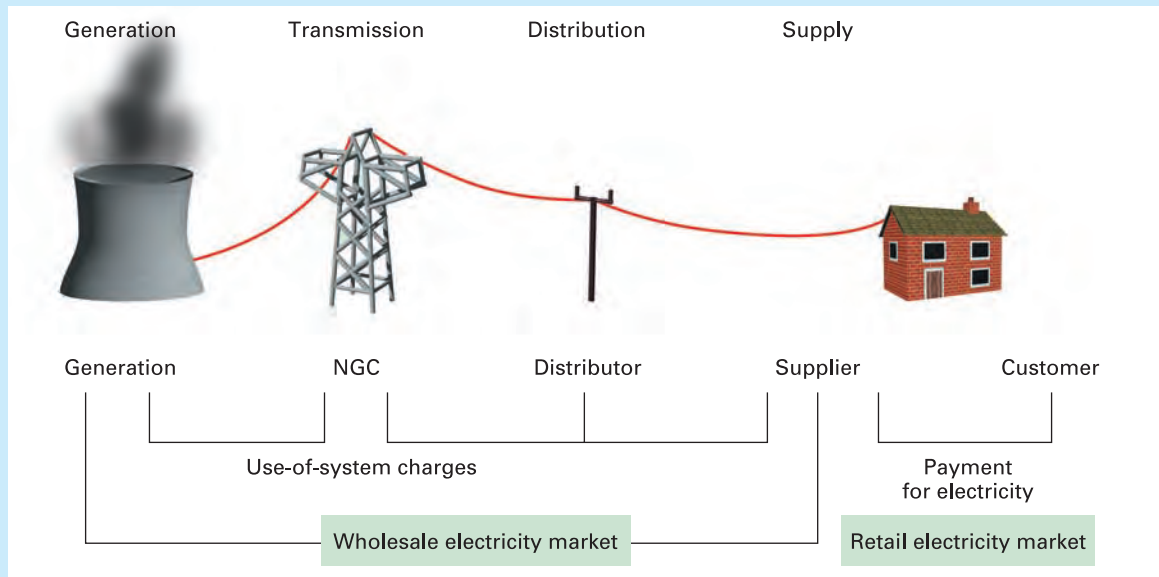 Generation Transmission Distribution Supply
Generation NGC Distributor Supplier Customer
Use-of-system charges
Payment
for electricity
Wholesale electricity market
Retail electricity market